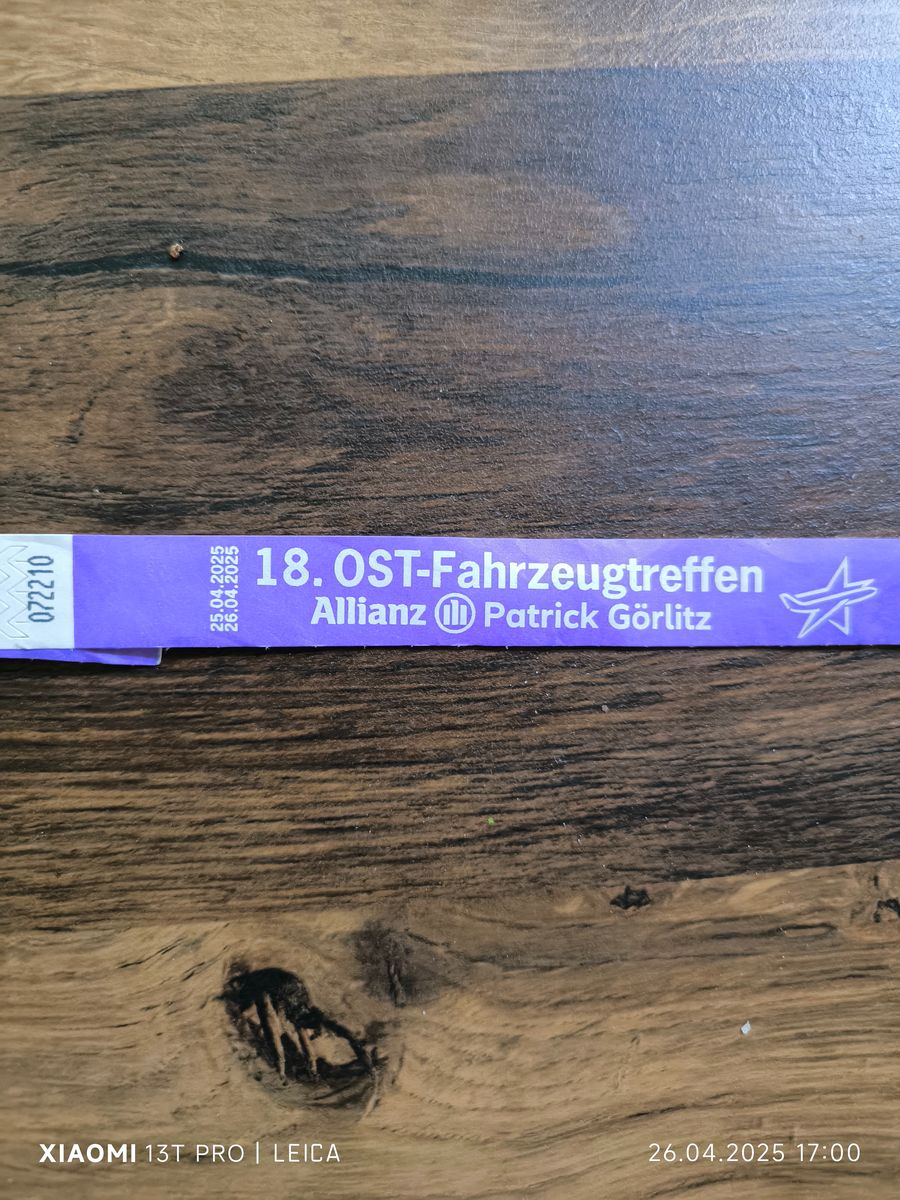 072210
25.04.2025
26.04.2025
18. OST-Fahrzeugtreffen
Allianz Patrick Görlitz
XIAOMI 13T PRO | LEICA
26.04.2025 17:00